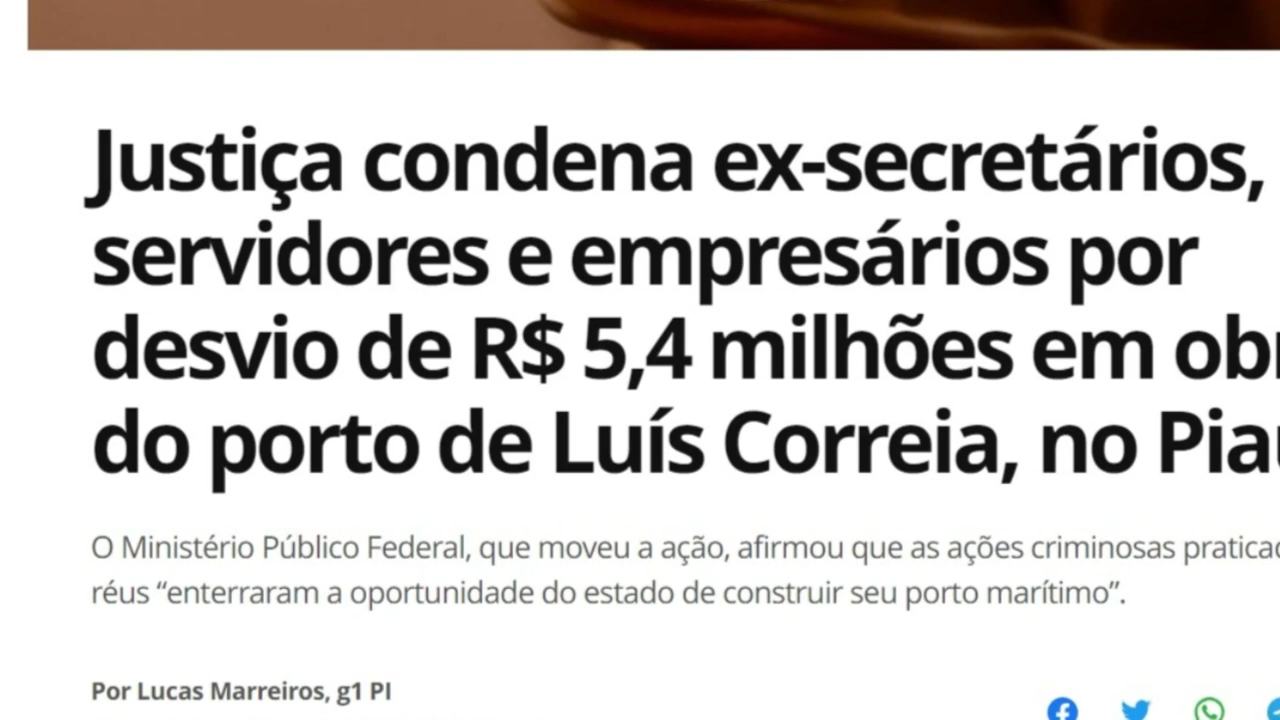 Justiça condena ex-secretários,
servidores e empresários por
desvio de R$ 5,4 milhões em
do porto de Luís Correia, no
O Ministério Público Federal, que moveu a ação, afirmou que as ações criminosas
réus “enterraram a oportunidade do estado de construir seu porto marítimo”.
Por Lucas Marreiros, g1 PI